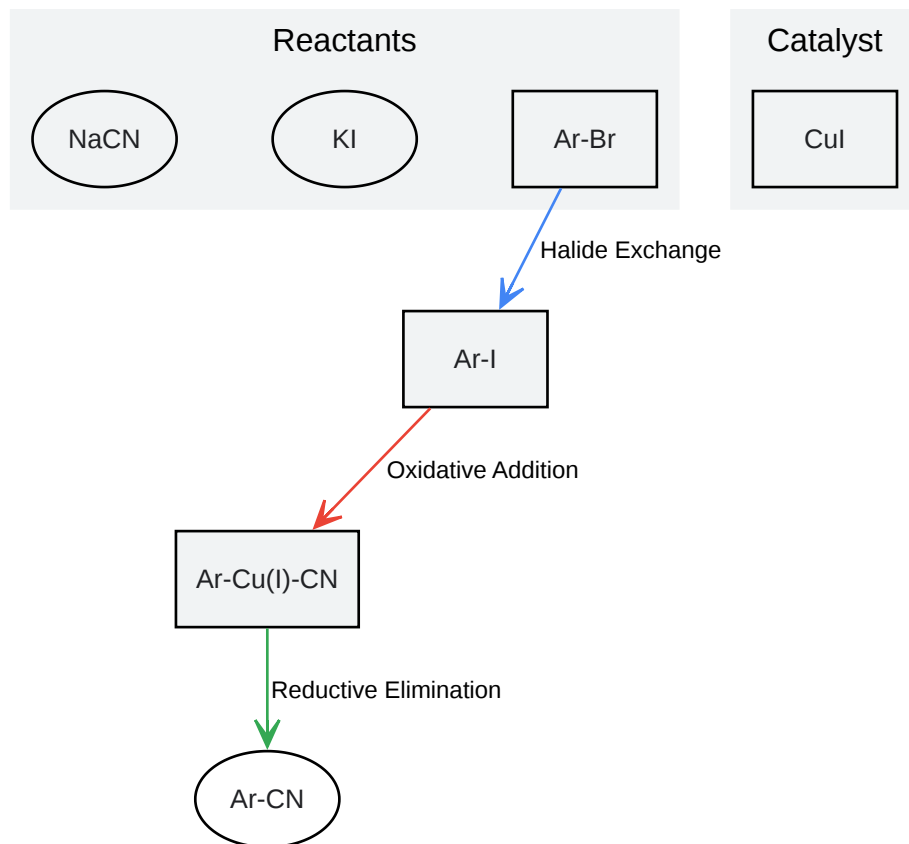 Reactants
Catalyst
NaCN
KI
Ar-Br
CuI
Halide Exchange
Ar-I
Oxidative Addition
Ar-Cu(I)-CN
Reductive Elimination
Ar-CN